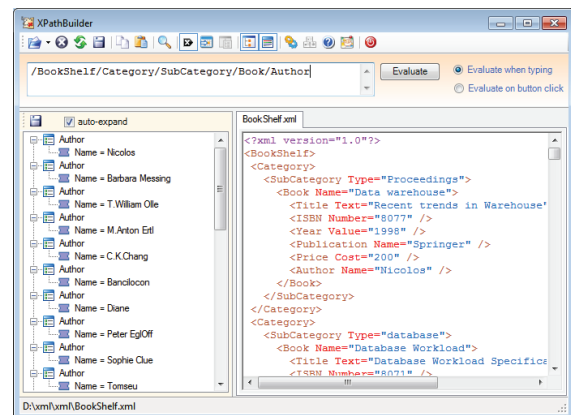 XPathBuilder
/BookShelf/Category/SubCategory/Book/Author
Evaluate
Evaluate when typing
Evaluate on button click
auto-expand
Author
Name = Nicolos
Author
Name = Barbara Messing
Author
Name = T.William Olle
Author
Name = M.Anton Ertl
Author
Name = C.K.Chang
Author
Name = Bancilocon
Author
Name = Diane
Author
Name = Peter EglOff
Author
Name = Sophie Clue
Author
Name = Tomseu
BookShelf.xml
<?xml version="1.0"?>
<BookShelf>
<Category>
<SubCategory Type="Proceedings">
<Book Name="Data warehouse">
<Title Text="Recent trends in Warehouse"
<ISBN Number="8077" />
<Year Value="1998" />
<Publication Name="Springer" />
<Price Cost="200" />
<Author Name="Nicolos" />
</Book>
</SubCategory>
</Category>
<Category>
<SubCategory Type="database">
<Book Name="Database Workload">
<Title Text="Database Workload Specifica
<ISBN Number="8071" />
D:\xml\xml\BookShelf.xml